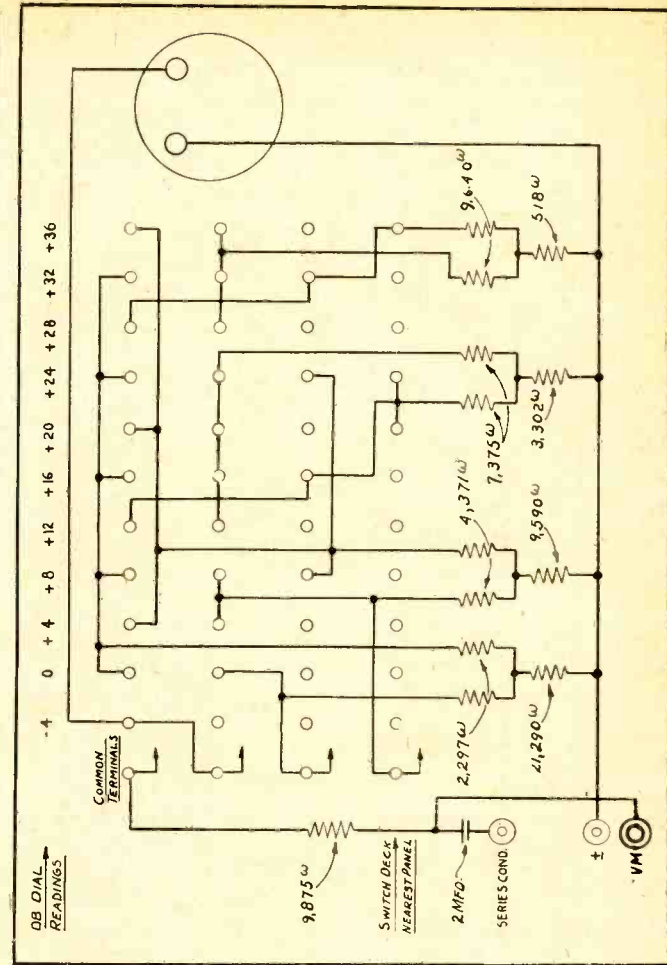 DB DIAL
READINGS
-4 0 +4 +8 +12 +16 +20 +24 +28 +32 +36
COMMON
TERMINALS
9,875ω
SWITCH DECK
NEAREST PANEL
2 MFD.
SERIES COND.
±
VM
2,297ω
21,290ω
4,371ω
9,590ω
7,375ω
3,302ω
9,640ω
518ω